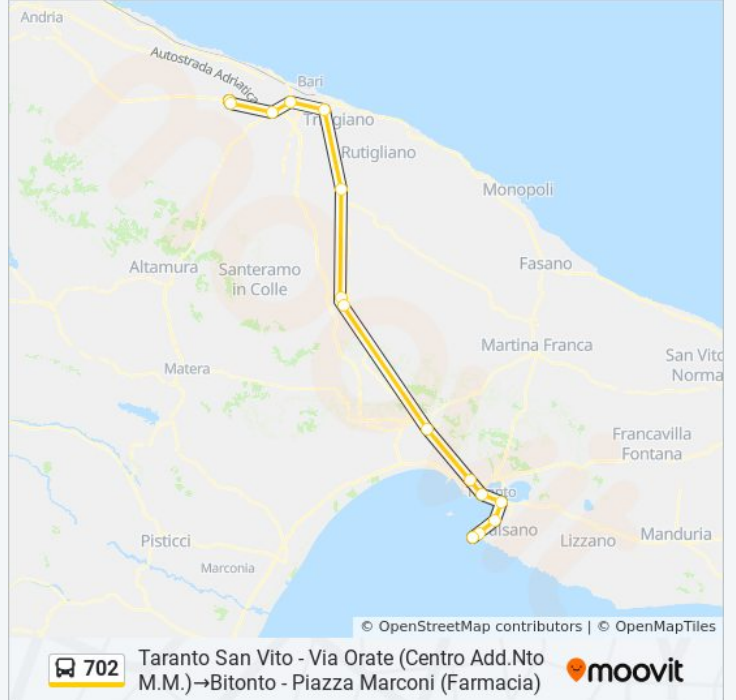 Andria
Autostrada Adriatica
Bari
Triggiano
Rutigliano
Monopoli
Altamura
Santeramo
in Colle
Fasano
Martina Franca
San Vito
Norma
Matera
Francavilla
Fontana
Taranto
Pisticci
Marconia
Lizzano
Manduria
© OpenStreetMap contributors | © OpenMapTiles
702
Taranto San Vito - Via Orate (Centro Add.Nto
M.M.)→Bitonto - Piazza Marconi (Farmacia)
moovit